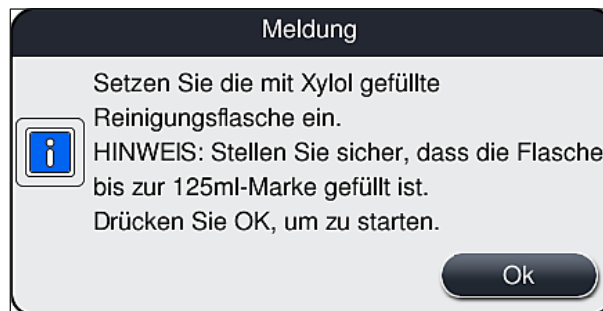 Meldung
Setzen Sie die mit Xylol gefüllte
Reinigungsflasche ein.
HINWEIS: Stellen Sie sicher, dass die Flasche
bis zur 125ml-Marke gefüllt ist.
Drücken Sie OK, um zu starten.
Ok